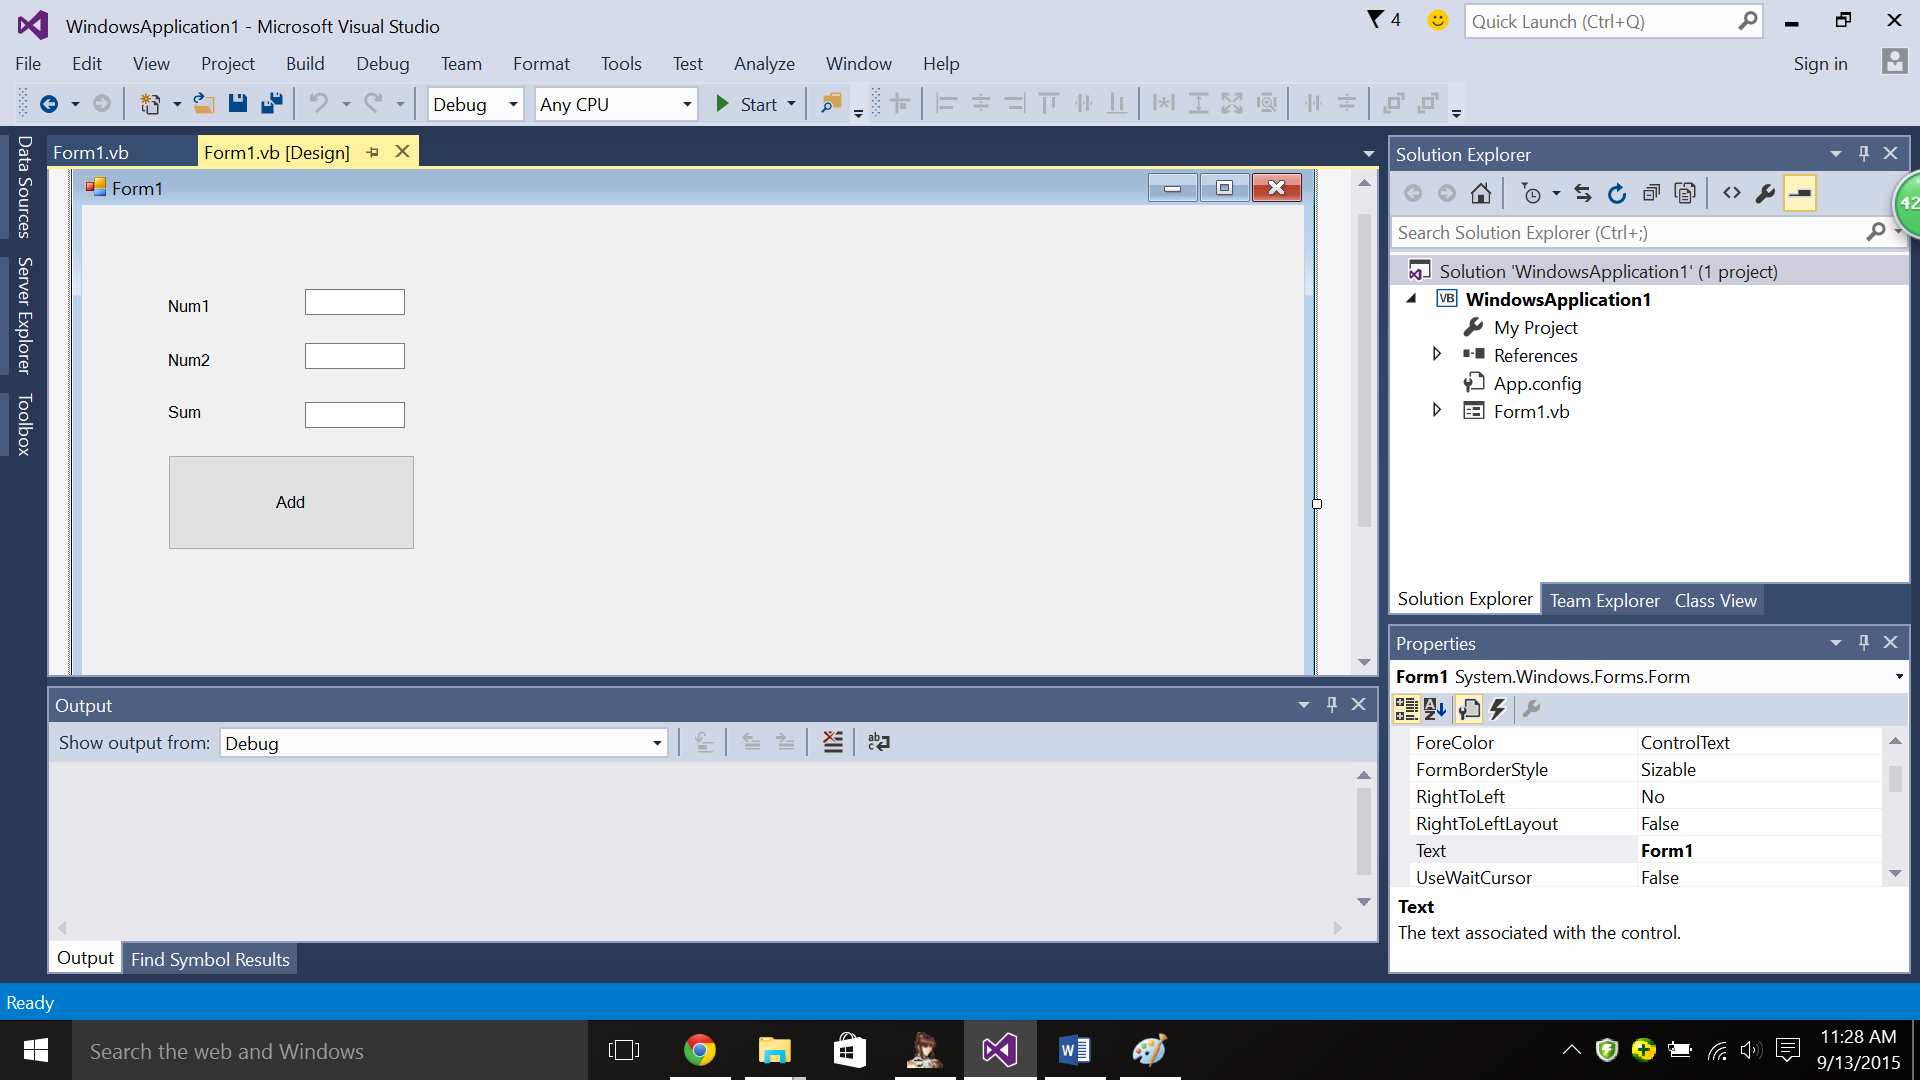 WindowsApplication1 - Microsoft Visual Studio
4
Quick Launch (Ctrl+Q)
File Edit View Project Build Debug Team Format Tools Test Analyze Window Help
Sign in
Debug Any CPU Start
Data Sources
Server Explorer
Toolbox
Form1.vb
Form1.vb [Design]
Form1
Num1
Num2
Sum
Add
Output
Show output from: Debug
Output Find Symbol Results
Solution Explorer
42
Search Solution Explorer (Ctrl+;)
Solution 'WindowsApplication1' (1 project)
VB WindowsApplication1
My Project
References
App.config
Form1.vb
Solution Explorer Team Explorer Class View
Properties
Form1 System.Windows.Forms.Form
ForeColor ControlText
FormBorderStyle Sizable
RightToLeft No
RightToLeftLayout False
Text Form1
UseWaitCursor False
Text
The text associated with the control.
Ready
Search the web and Windows
11:28 AM
9/13/2015